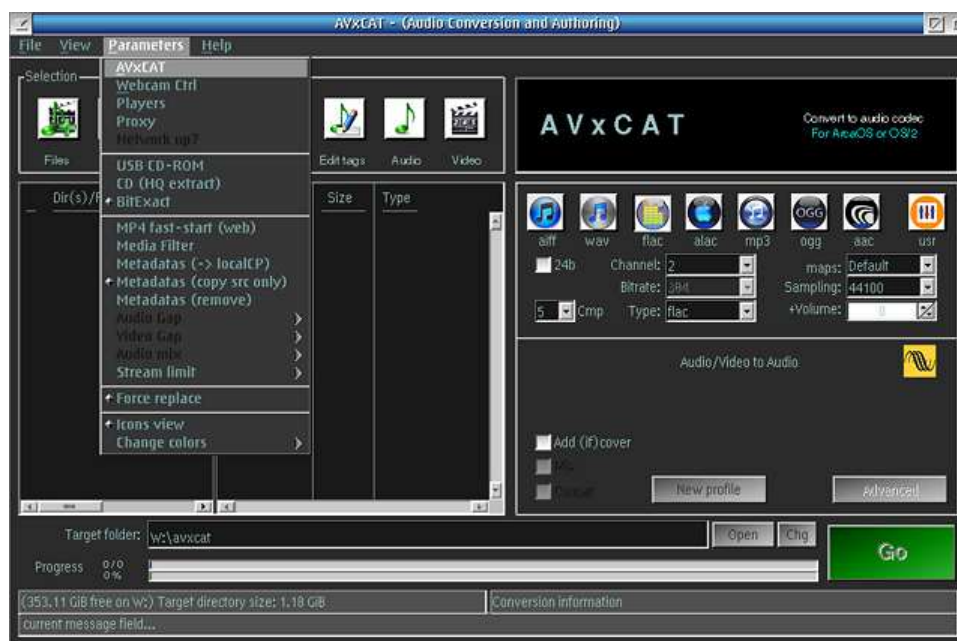 AVxCAT - (Audio Conversion and Authoring)
File View Parameters Help
Selection
Files
Edit tags Audio Video
AVxCAT
Webcam Ctrl
Players
Proxy
Network up?
USB CD-ROM
CD (HQ extract)
BitExact
MP4 fast-start (web)
Media Filter
Metadatas (-> localCP)
Metadatas (copy src only)
Metadatas (remove)
Audio Gap
Video Gap
Audio mix
Stream limit
Force replace
Icons view
Change colors
Dir(s)/F
Size Type
AVxCAT
Convert to audio codec
For ArcaOS or OS/2
aiff wav flac alac mp3 ogg aac usr
OGG
24b Channel: 2 maps: Default
Bitrate: 384 Sampling: 44100
5 Cmp Type: flac +Volume:
Audio/Video to Audio
Add (if)cover
New profile Advanced
Target folder: w:\avxcat Open Chg
Go
Progress 0/0
0%
(353.11 GiB free on W:) Target directory size: 1.18 GiB Conversion information
current message field...